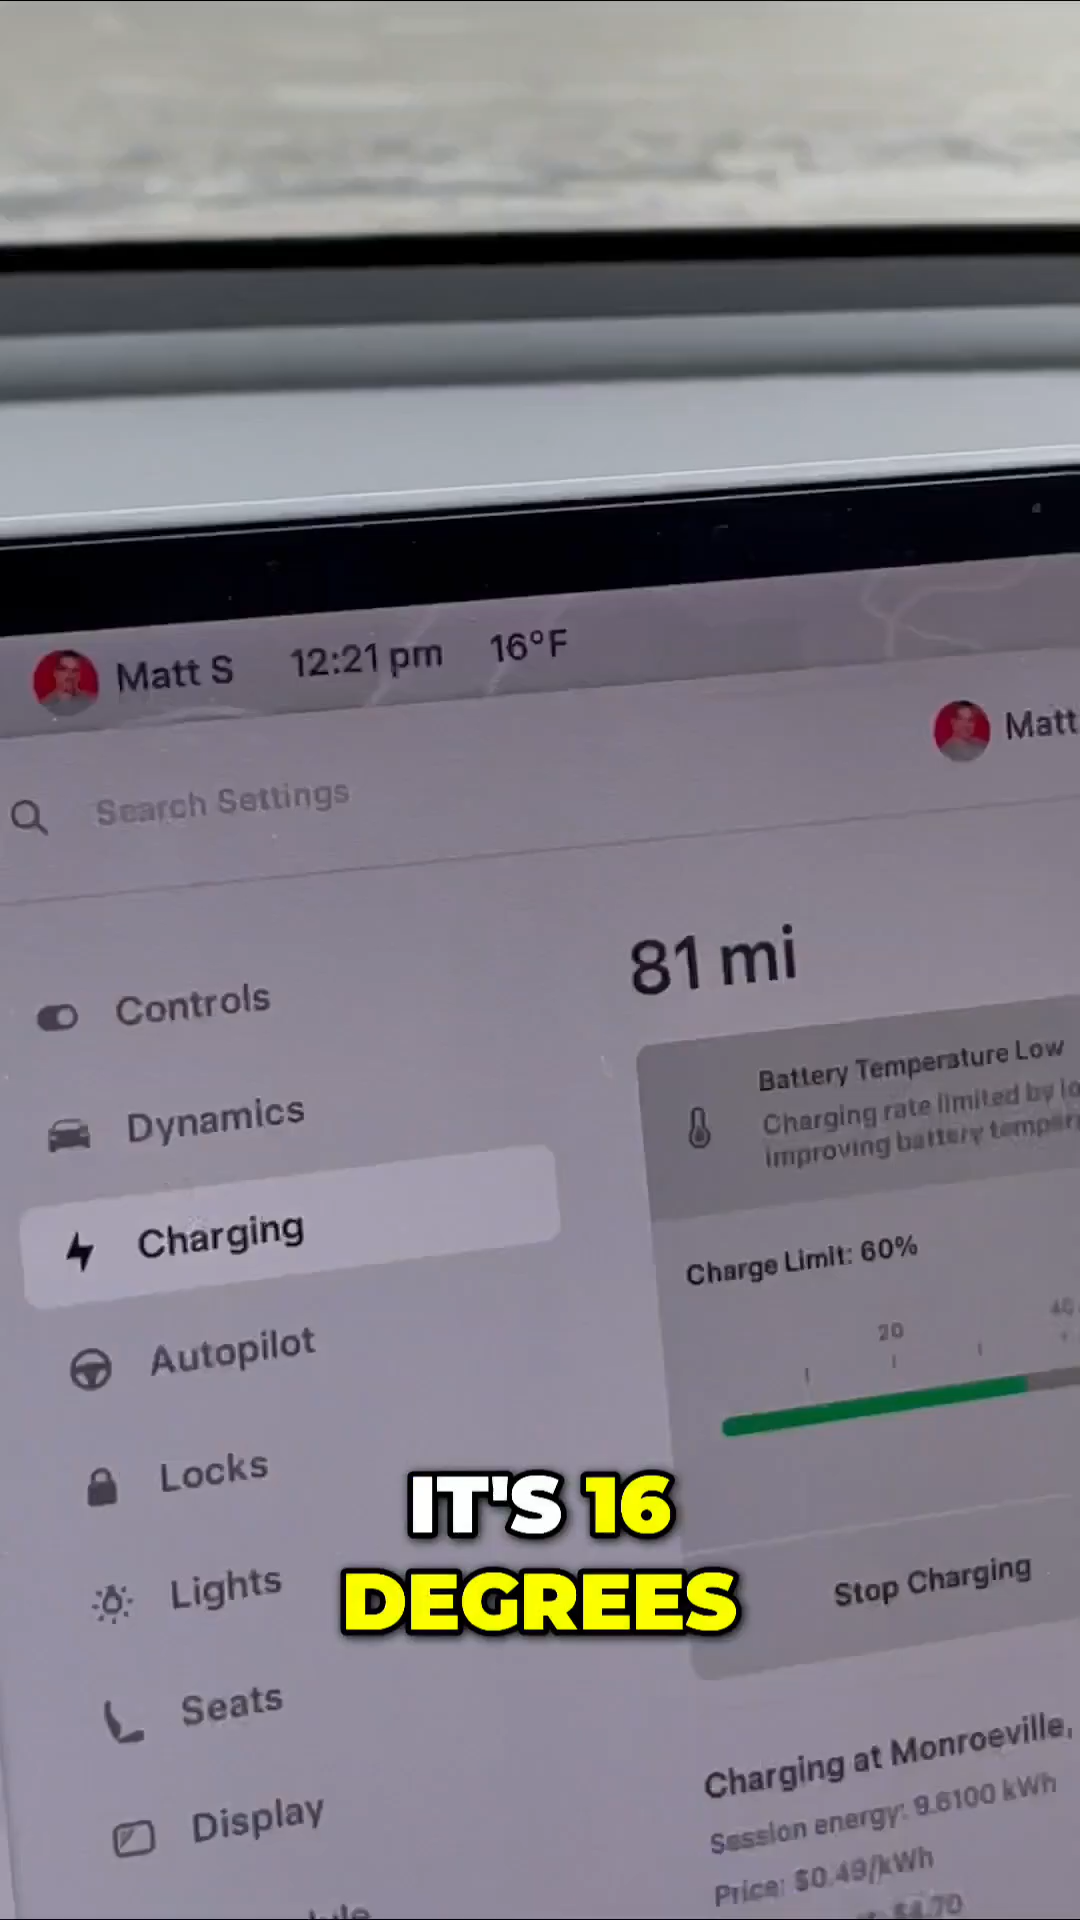 Matt S 12:21 pm 16°F
Matt
Search Settings
81 mi
Controls
Battery Temperature Low
Charging rate limited by
improving battery
Dynamics
Charging
Charge Limit: 60%
20
Autopilot
Locks
IT'S 16
DEGREES
Stop Charging
Lights
Seats
Charging at Monroeville,
Session energy: 9.6100 kWh
Price: $0.49/kWh
$4.70
Display